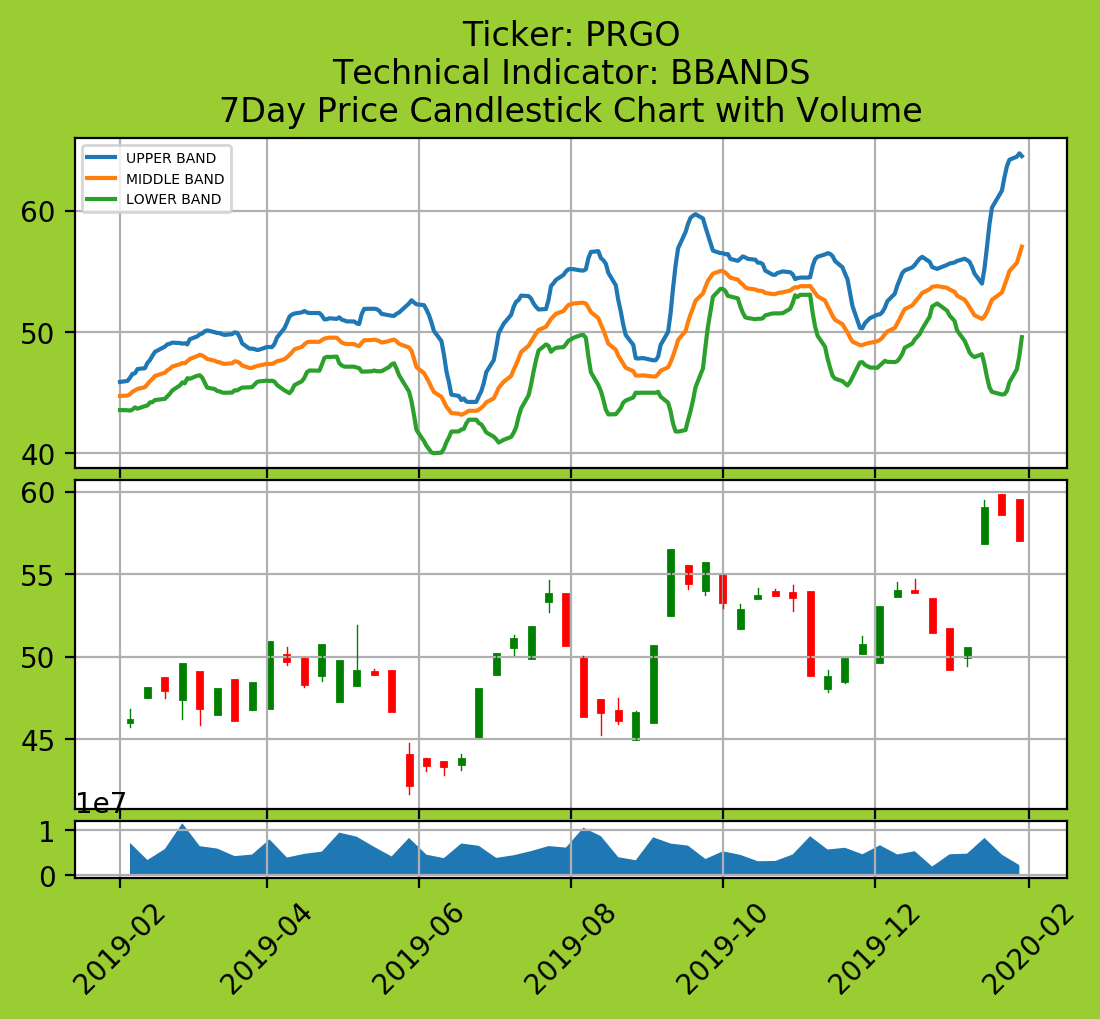 Ticker: PRGO
Technical Indicator: BBANDS
7Day Price Candlestick Chart with Volume
UPPER BAND
MIDDLE BAND
LOWER BAND
60
50
40
60
55
50
45
1e7
1
0
2019-02
2019-04
2019-06
2019-08
2019-10
2019-12
2020-02